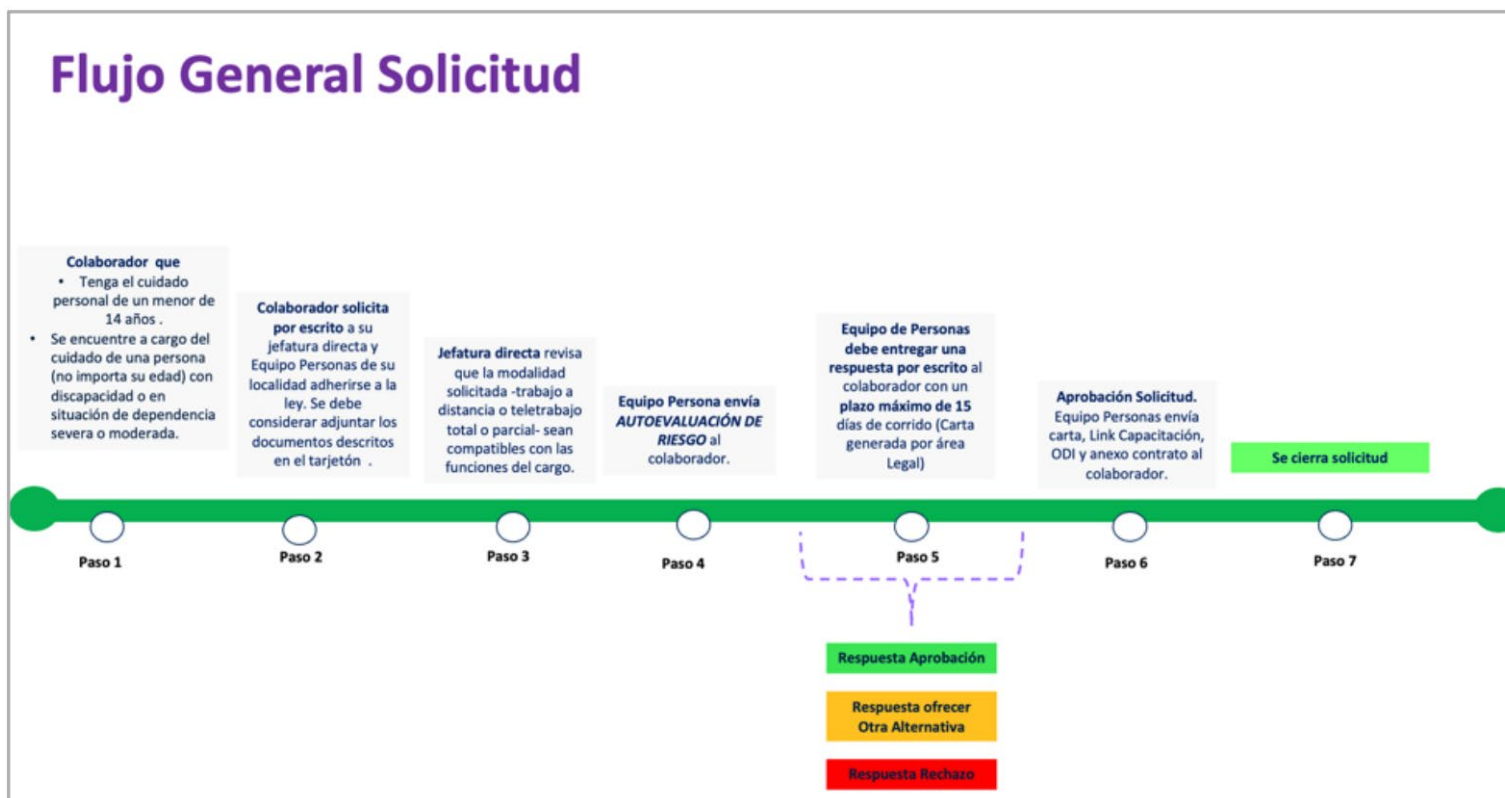 Flujo General Solicitud
Colaborador que
• Tenga el cuidado
personal de un menor de
14 años .
• Se encuentre a cargo del
cuidado de una persona
(no importa su edad) con
discapacidad o en
situación de dependencia
severa o moderada.
Paso 1
Colaborador solicita
por escrito a su
jefatura directa y
Equipo Personas de su
localidad adherirse a la
ley. Se debe
considerar adjuntar los
documentos descritos
en el tarjetón .
Paso 2
Jefatura directa revisa
que la modalidad
solicitada -trabajo a
distancia o teletrabajo
total o parcial- sean
compatibles con las
funciones del cargo.
Paso 3
Equipo Persona envía
AUTOEVALUACIÓN DE
RIESGO al
colaborador.
Paso 4
Equipo de Personas
debe entregar una
respuesta por escrito al
colaborador con un
plazo máximo de 15
días de corrido (Carta
generada por área
Legal)
Paso 5
Respuesta Aprobación
Respuesta ofrecer
Otra Alternativa
Respuesta Rechazo
Aprobación Solicitud.
Equipo Personas envía
carta, Link Capacitación,
ODI y anexo contrato al
colaborador.
Paso 6
Se cierra solicitud
Paso 7